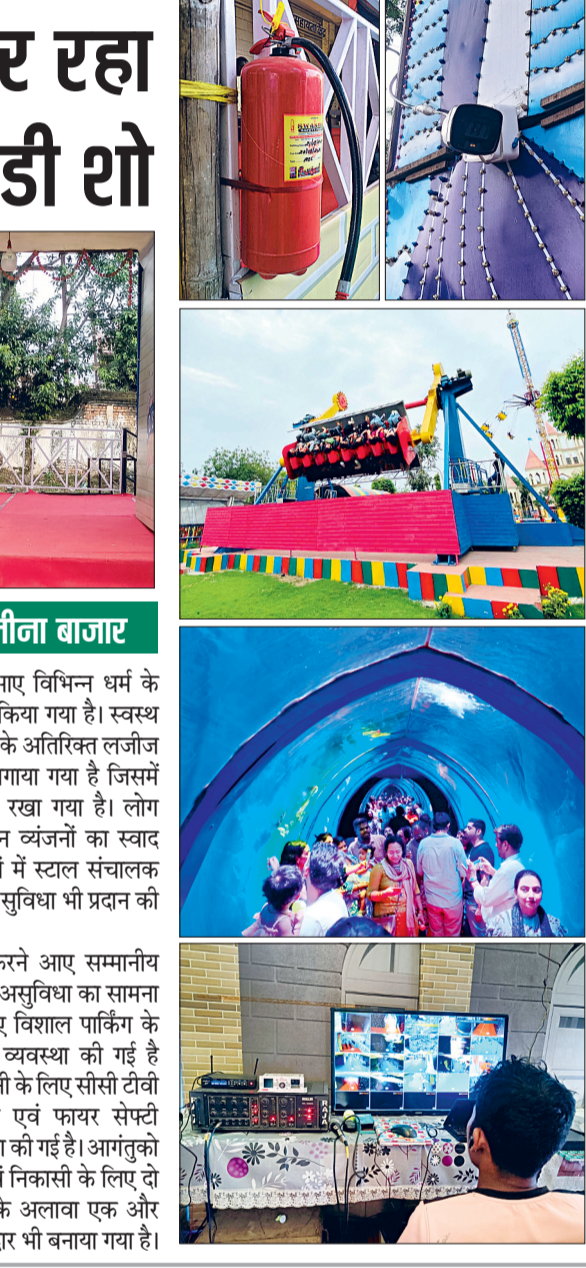 र रहा
डी शो
मीना बाजार
माए विभिन्न धर्म के
किया गया है। स्वस्थ
के अतिरिक्त लजीज
गाया गया है जिसमें
रखा गया है। लोग
न व्यंजनों का स्वाद
ं में स्टाल संचालक
सुविधा भी प्रदान की
करने आए सम्मानीय
असुविधा का सामना
ए विशाल पार्किंग के
व्यवस्था की गई है
नी के लिए सीसी टीवी
एवं फायर सेफ्टी
ा की गई है। आगंतुको
ं निकासी के लिए दो
के अलावा एक और
ार भी बनाया गया है।